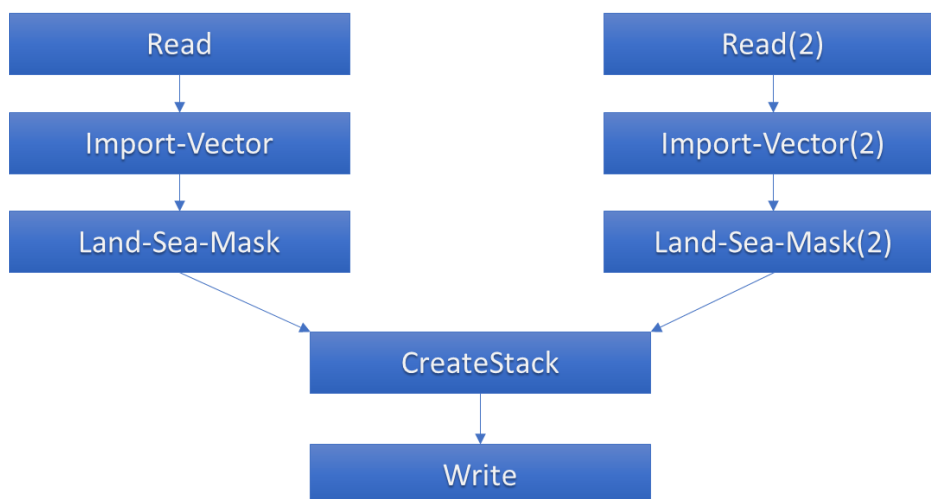 Read
Read(2)
Import-Vector
Import-Vector(2)
Land-Sea-Mask
Land-Sea-Mask(2)
CreateStack
Write